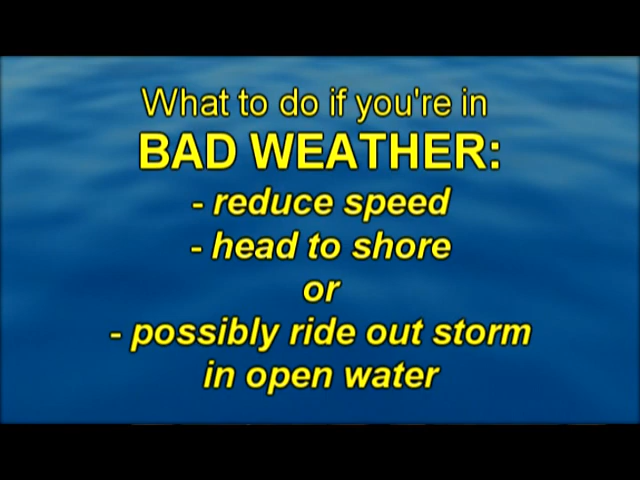 What to do if you're in
BAD WEATHER:
- reduce speed
- head to shore
or
- possibly ride out storm
in open water